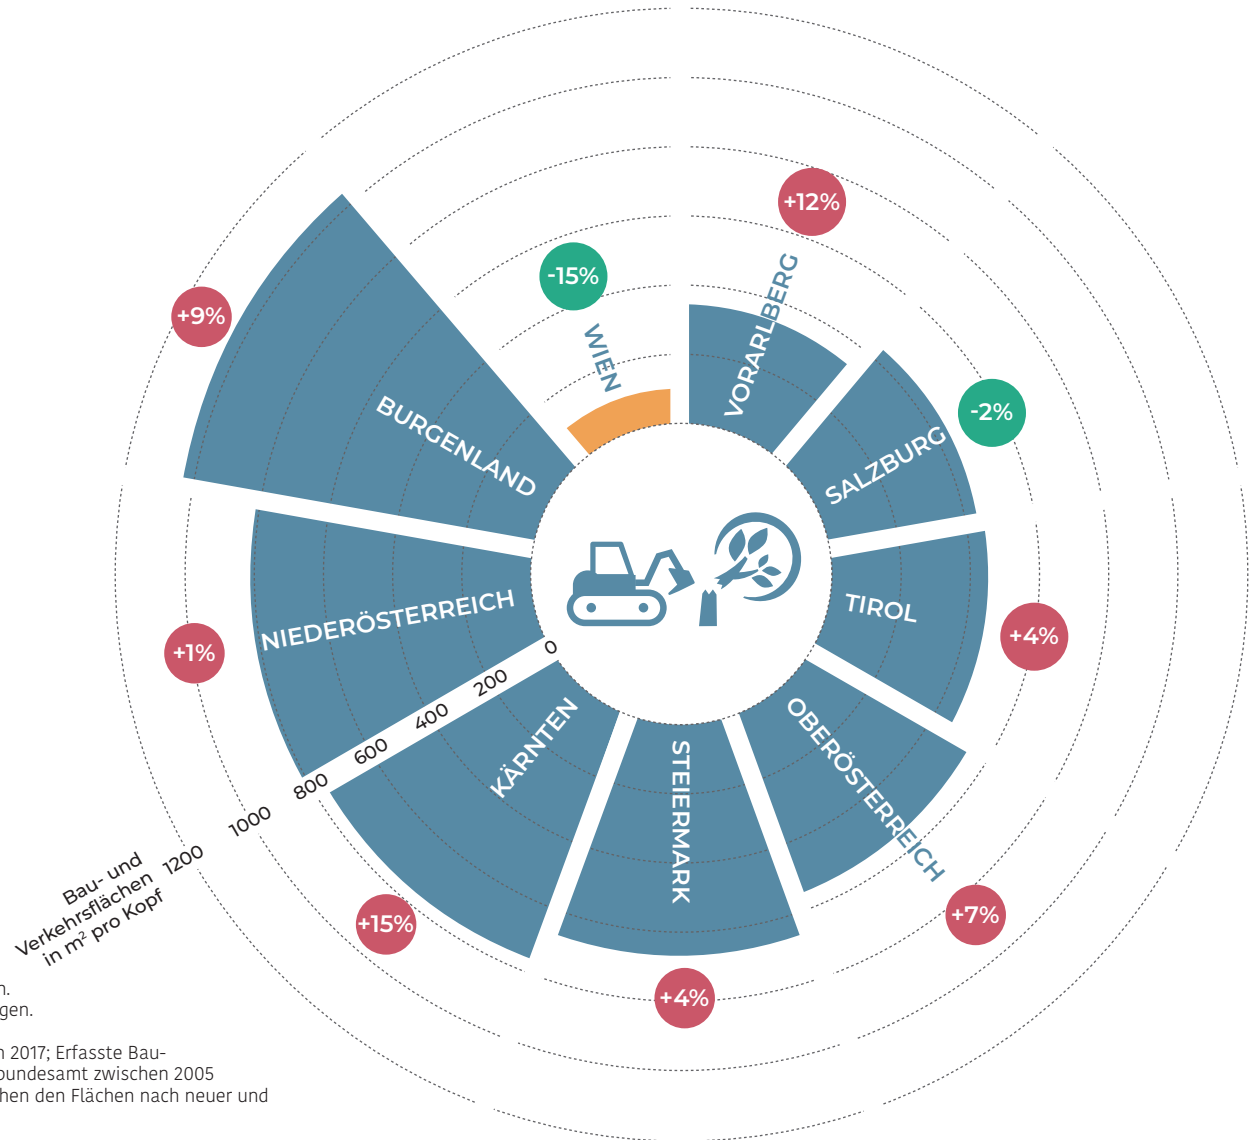 +12%
VORARLBERG
-15%
WIEN
+9%
BURGENLAND
-2%
SALZBURG
NIEDERÖSTERREICH
+1%
TIROL
+4%
0
200
400
600
800
1000
1200
Bau- und
Verkehrsflächen
in m² pro Kopf
KÄRNTEN
+15%
STEIERMARK
+4%
OBERÖSTERREICH
+7%
n.
gen.
n 2017; Erfasste Bau-
bundesamt zwischen 2005
hen den Flächen nach neuer und